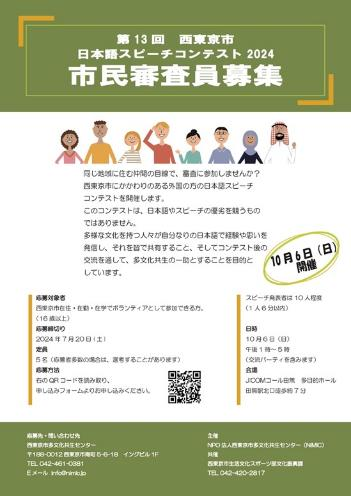 第13回 西東京市
日本語スピーチコンテスト2024
市民審査員募集
同じ地域に住む仲間の目線で、審査に参加しませんか？
西東京市にかかわりのある外国の方の日本語スピーチ
コンテストを開催します。
このコンテストは、日本語やスピーチの優劣を競うもの
ではありません。
多様な文化を持つ人々が自分なりの日本語で経験や思いを
発信し、それを皆で共有すること、そしてコンテスト後の
交流を通して、多文化共生の一助とすることを目的と
しています。
10月6日（日）
開催
応募対象者
西東京市在住・在勤・在学でボランティアとして参加できる方。
（16歳以上）
応募締切り
2024年7月20日（土）
定員
5名（応募者多数の場合は、選考することがあります）
応募方法
右のQRコードを読み取り、
申し込みフォームよりお申し込みください。
スピーチ発表者は10人程度
（1人6分以内）
日時
10月6日（日）
午後1時～5時
（交流パーティを含みます）
会場
JICOMコール田無 多目的ホール
田無駅北口徒歩約7分
応募先・問い合わせ先
西東京市多文化共生センター
〒188-0012 西東京市南町5-6-18 イングビル1F
TEL 042-461-0381
Eメール info@nimic.jp
主催
NPO法人西東京市多文化共生センター（NIMIC）
共催
西東京市生活文化スポーツ部文化振興課
TEL 042-420-2817